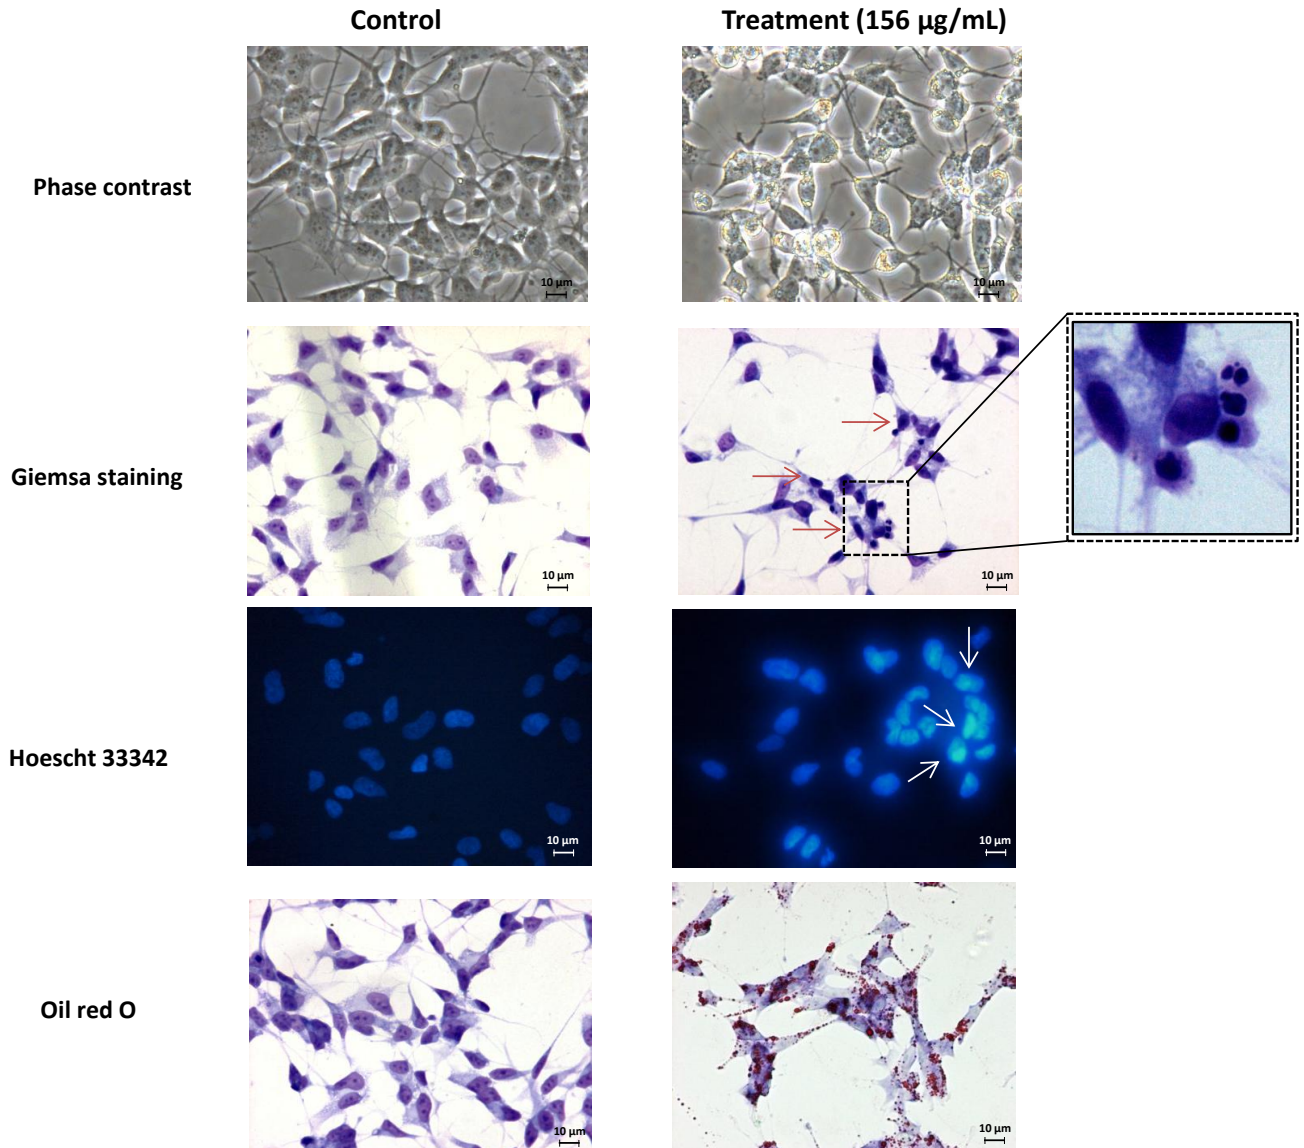 Control
Treatment (156 µg/mL)
Phase contrast
10 µm
10 µm
Giemsa staining
10 µm
10 µm
Hoescht 33342
10 µm
10 µm
Oil red O
10 µm
10 µm